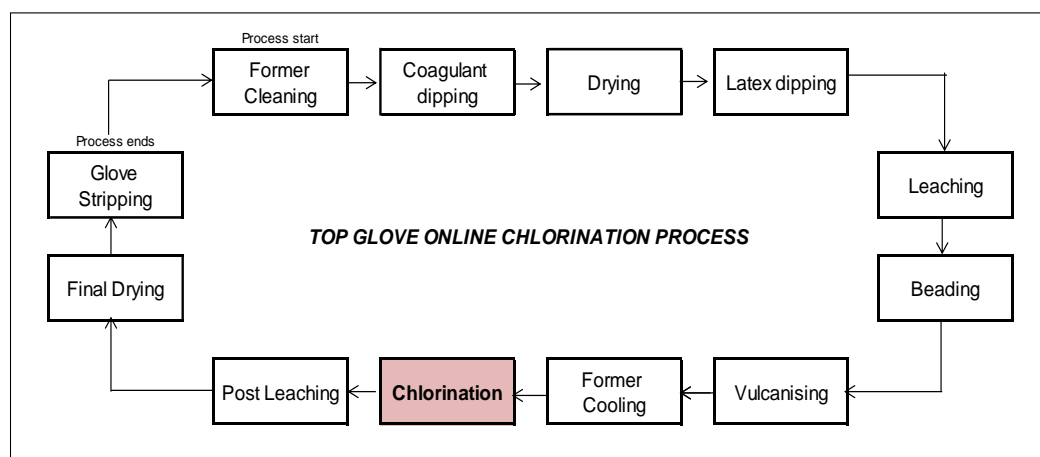 Process start
Former
Cleaning
Coagulant
dipping
Drying
Latex dipping
Leaching
Beading
Vulcanising
Former
Cooling
Chlorination
Post Leaching
Final Drying
Process ends
Glove
Stripping
TOP GLOVE ONLINE CHLORINATION PROCESS